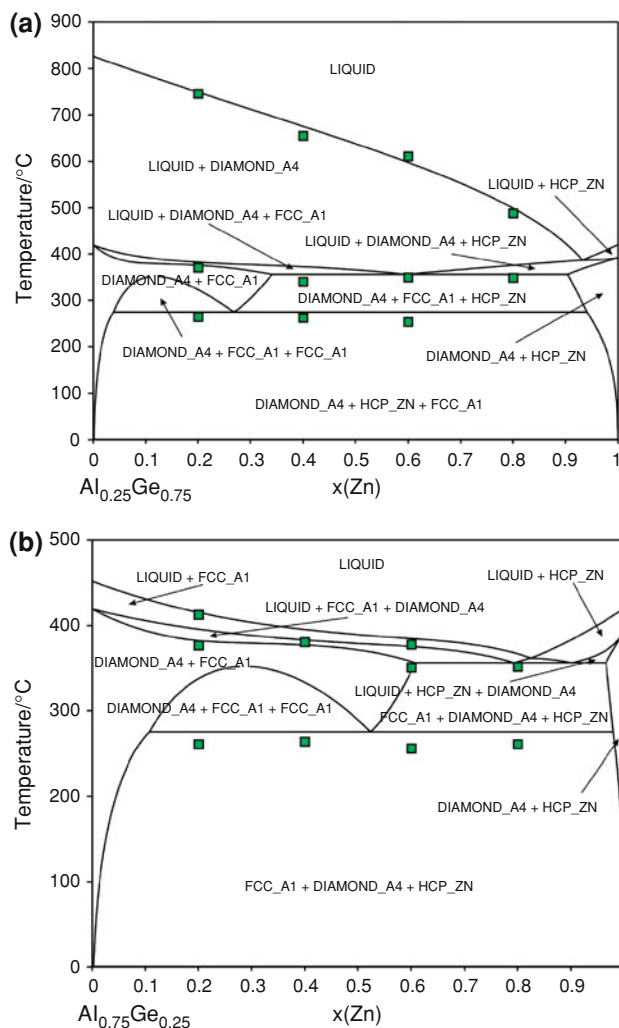 (a)
900
800
700
600
500
400
300
200
100
0
Temperature/°C
LIQUID
LIQUID + DIAMOND_A4
LIQUID + HCP_ZN
LIQUID + DIAMOND_A4 + FCC_A1
LIQUID + DIAMOND_A4 + HCP_ZN
DIAMOND_A4 + FCC_A1
DIAMOND_A4 + FCC_A1 + HCP_ZN
DIAMOND_A4 + FCC_A1 + FCC_A1
DIAMOND_A4 + HCP_ZN
DIAMOND_A4 + HCP_ZN + FCC_A1
0 0.1 0.2 0.3 0.4 0.5 0.6 0.7 0.8 0.9 1
Al0.25Ge0.75
x(Zn)
(b)
500
400
300
200
100
0
Temperature/°C
LIQUID
LIQUID + FCC_A1
LIQUID + HCP_ZN
LIQUID + FCC_A1 + DIAMOND_A4
DIAMOND_A4 + FCC_A1
LIQUID + HCP_ZN + DIAMOND_A4
DIAMOND_A4 + FCC_A1 + FCC_A1
FCC_A1 + DIAMOND_A4 + HCP_ZN
DIAMOND_A4 + HCP_ZN
FCC_A1 + DIAMOND_A4 + HCP_ZN
0 0.1 0.2 0.3 0.4 0.5 0.6 0.7 0.8 0.9
Al0.75Ge0.25
x(Zn)